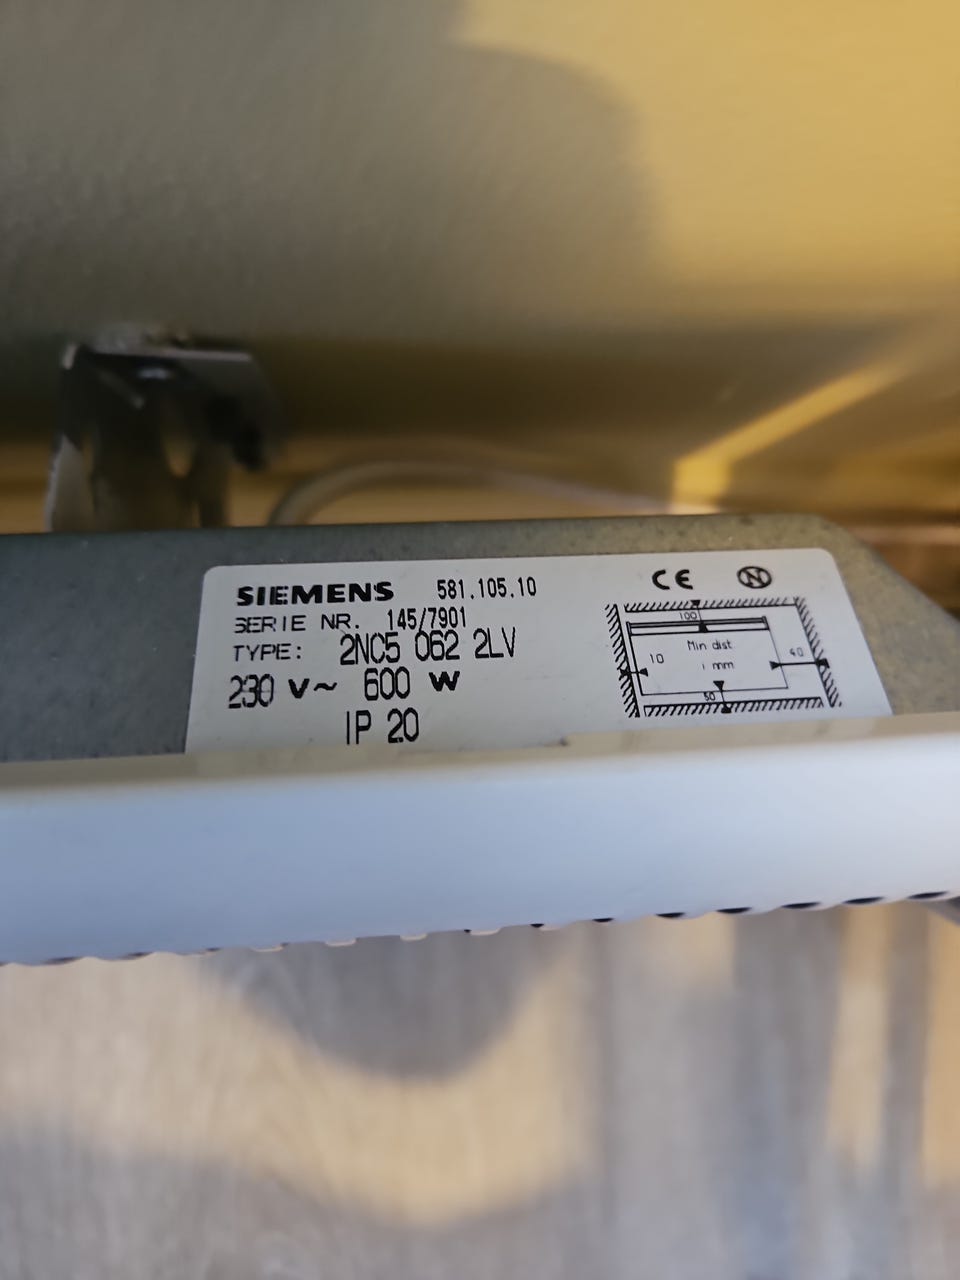 SIEMENS 581.105.10
SERIE NR. 145/7901
TYPE: 2NC5 062 2LV
230 V~ 600 W
IP 20
CE N
100
Min dist
i mm
10
40
50